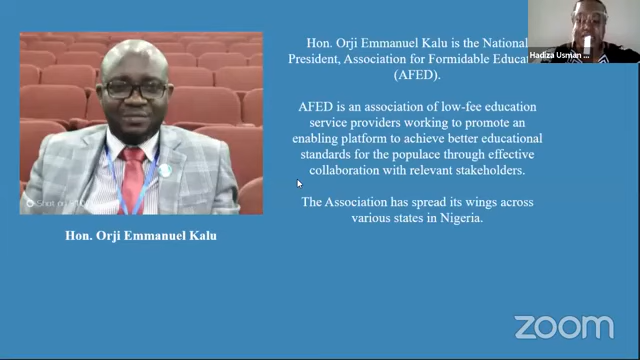 Hon. Orji Emmanuel Kalu is the National
President, Association for Formidable
(AFED).
AFED is an association of low-fee education
service providers working to promote an
enabling platform to achieve better educational
standards for the populace through effective
collaboration with relevant stakeholders.
The Association has spread its wings across
various states in Nigeria.
Hadiza Usman ...
Shot on
Hon. Orji Emmanuel Kalu
zoom